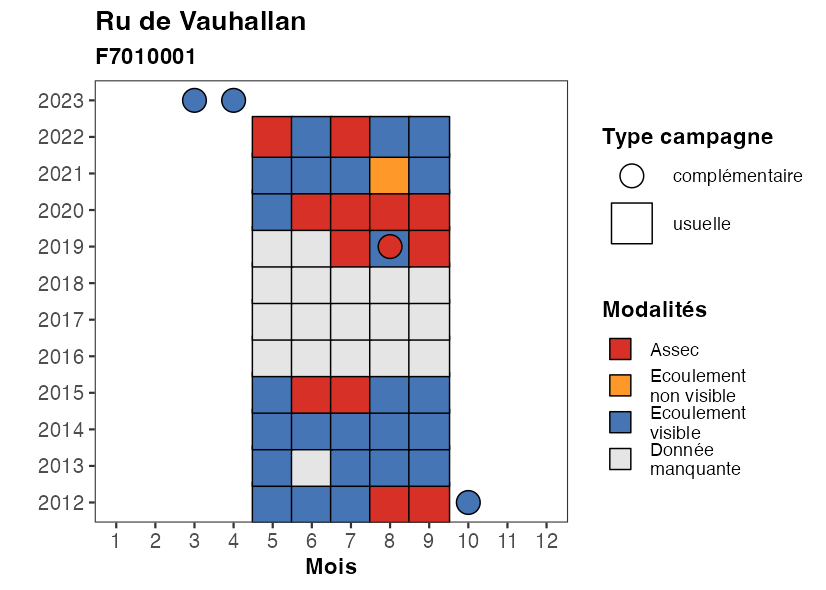 Ru de Vauhallan
F7010001
2023
2022
2021
2020
2019
2018
2017
2016
2015
2014
2013
2012
1 2 3 4 5 6 7 8 9 10 11 12
Mois
Type campagne
complémentaire
usuelle
Modalités
Assec
Ecoulement
non visible
Ecoulement
visible
Donnée
manquante